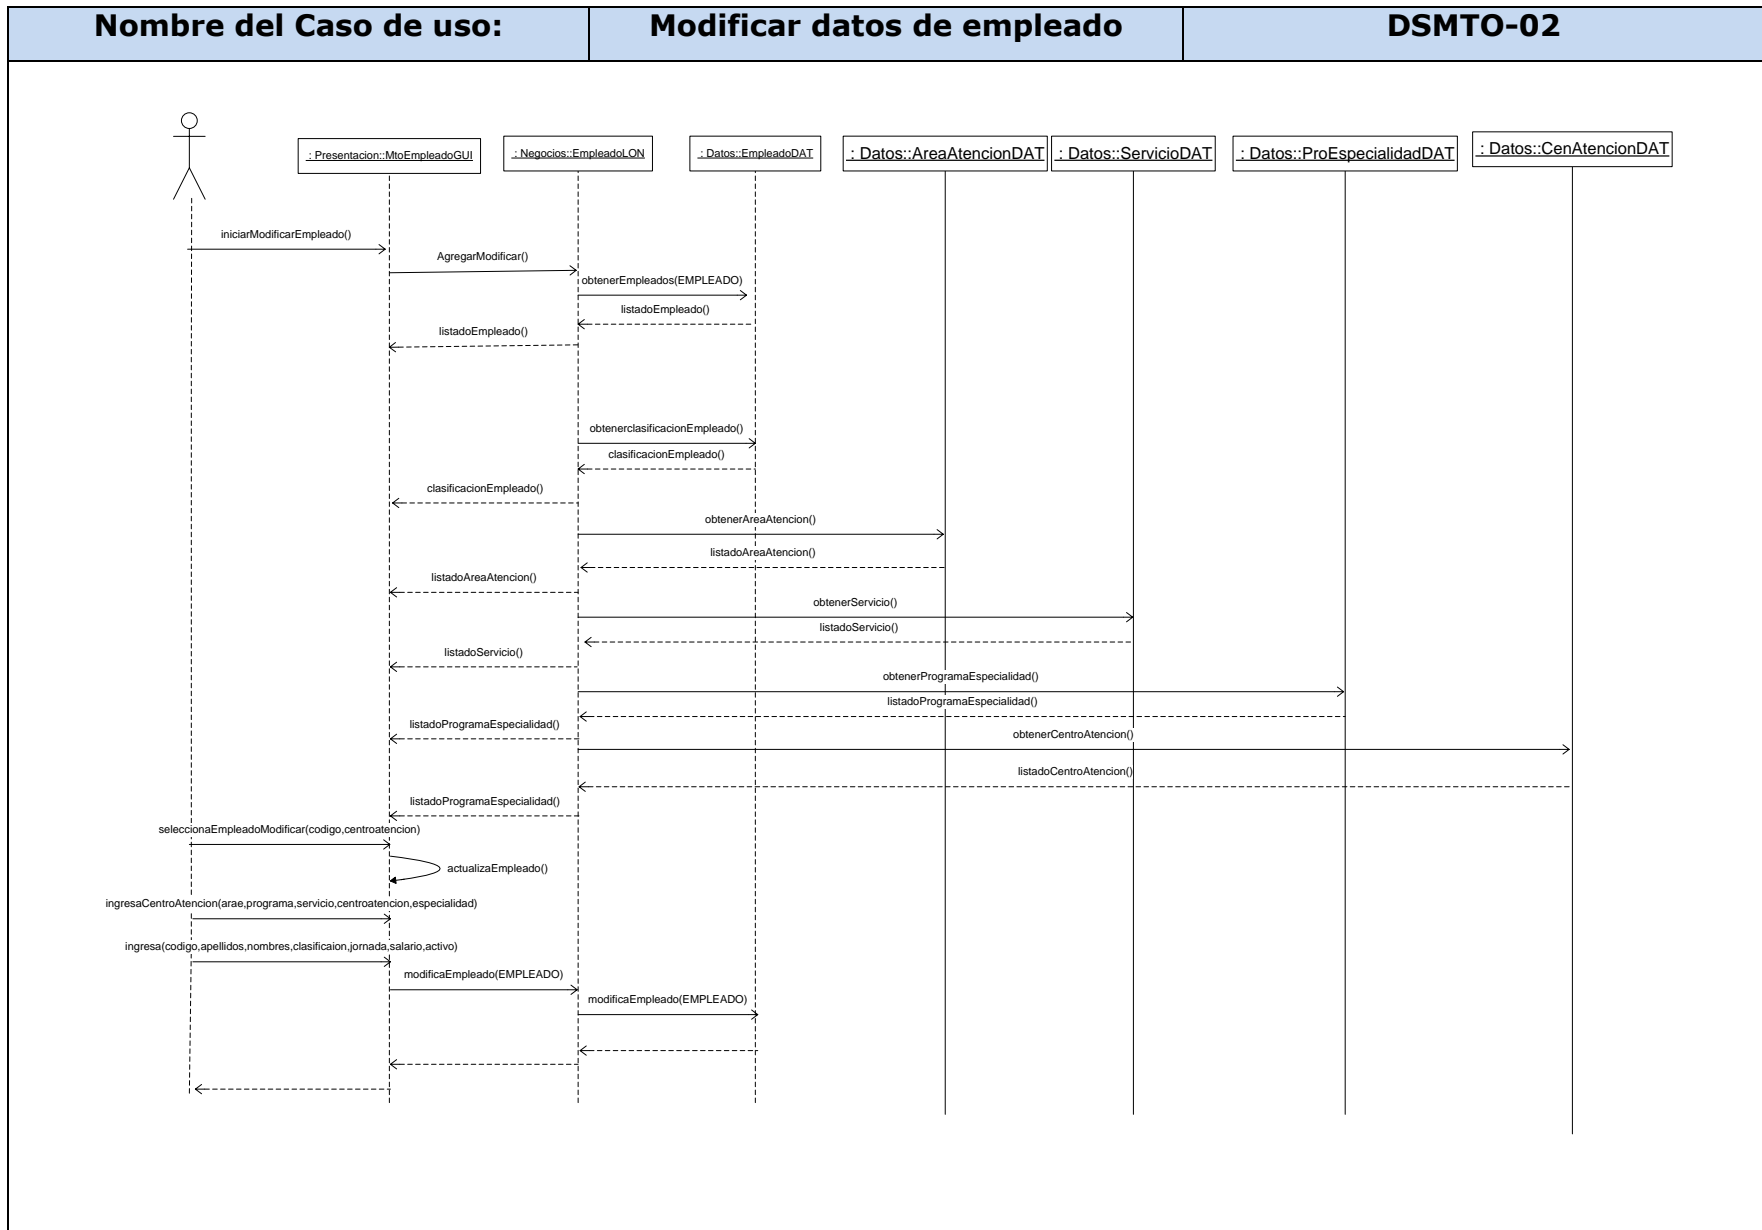 Nombre del Caso de uso:
Modificar datos de empleado
DSMTO-02
: Presentacion::MtoEmpleadoGUI
: Negocios::EmpleadoLON
: Datos::EmpleadoDAT
: Datos::AreaAtencionDAT
: Datos::ServicioDAT
: Datos::ProEspecialidadDAT
: Datos::CenAtencionDAT
iniciarModificarEmpleado()
AgregarModificar()
obtenerEmpleados(EMPLEADO)
listadoEmpleado()
listadoEmpleado()
obtenerclasificacionEmpleado()
clasificacionEmpleado()
clasificacionEmpleado()
obtenerAreaAtencion()
listadoAreaAtencion()
listadoAreaAtencion()
obtenerServicio()
listadoServicio()
listadoServicio()
obtenerProgramaEspecialidad()
listadoProgramaEspecialidad()
listadoProgramaEspecialidad()
obtenerCentroAtencion()
listadoCentroAtencion()
listadoProgramaEspecialidad()
seleccionaEmpleadoModificar(codigo,centroatencion)
actualizaEmpleado()
ingresaCentroAtencion(arae,programa,servicio,centroatencion,especialidad)
ingresa(codigo,apellidos,nombres,clasificaion,jornada,salario,activo)
modificaEmpleado(EMPLEADO)
modificaEmpleado(EMPLEADO)